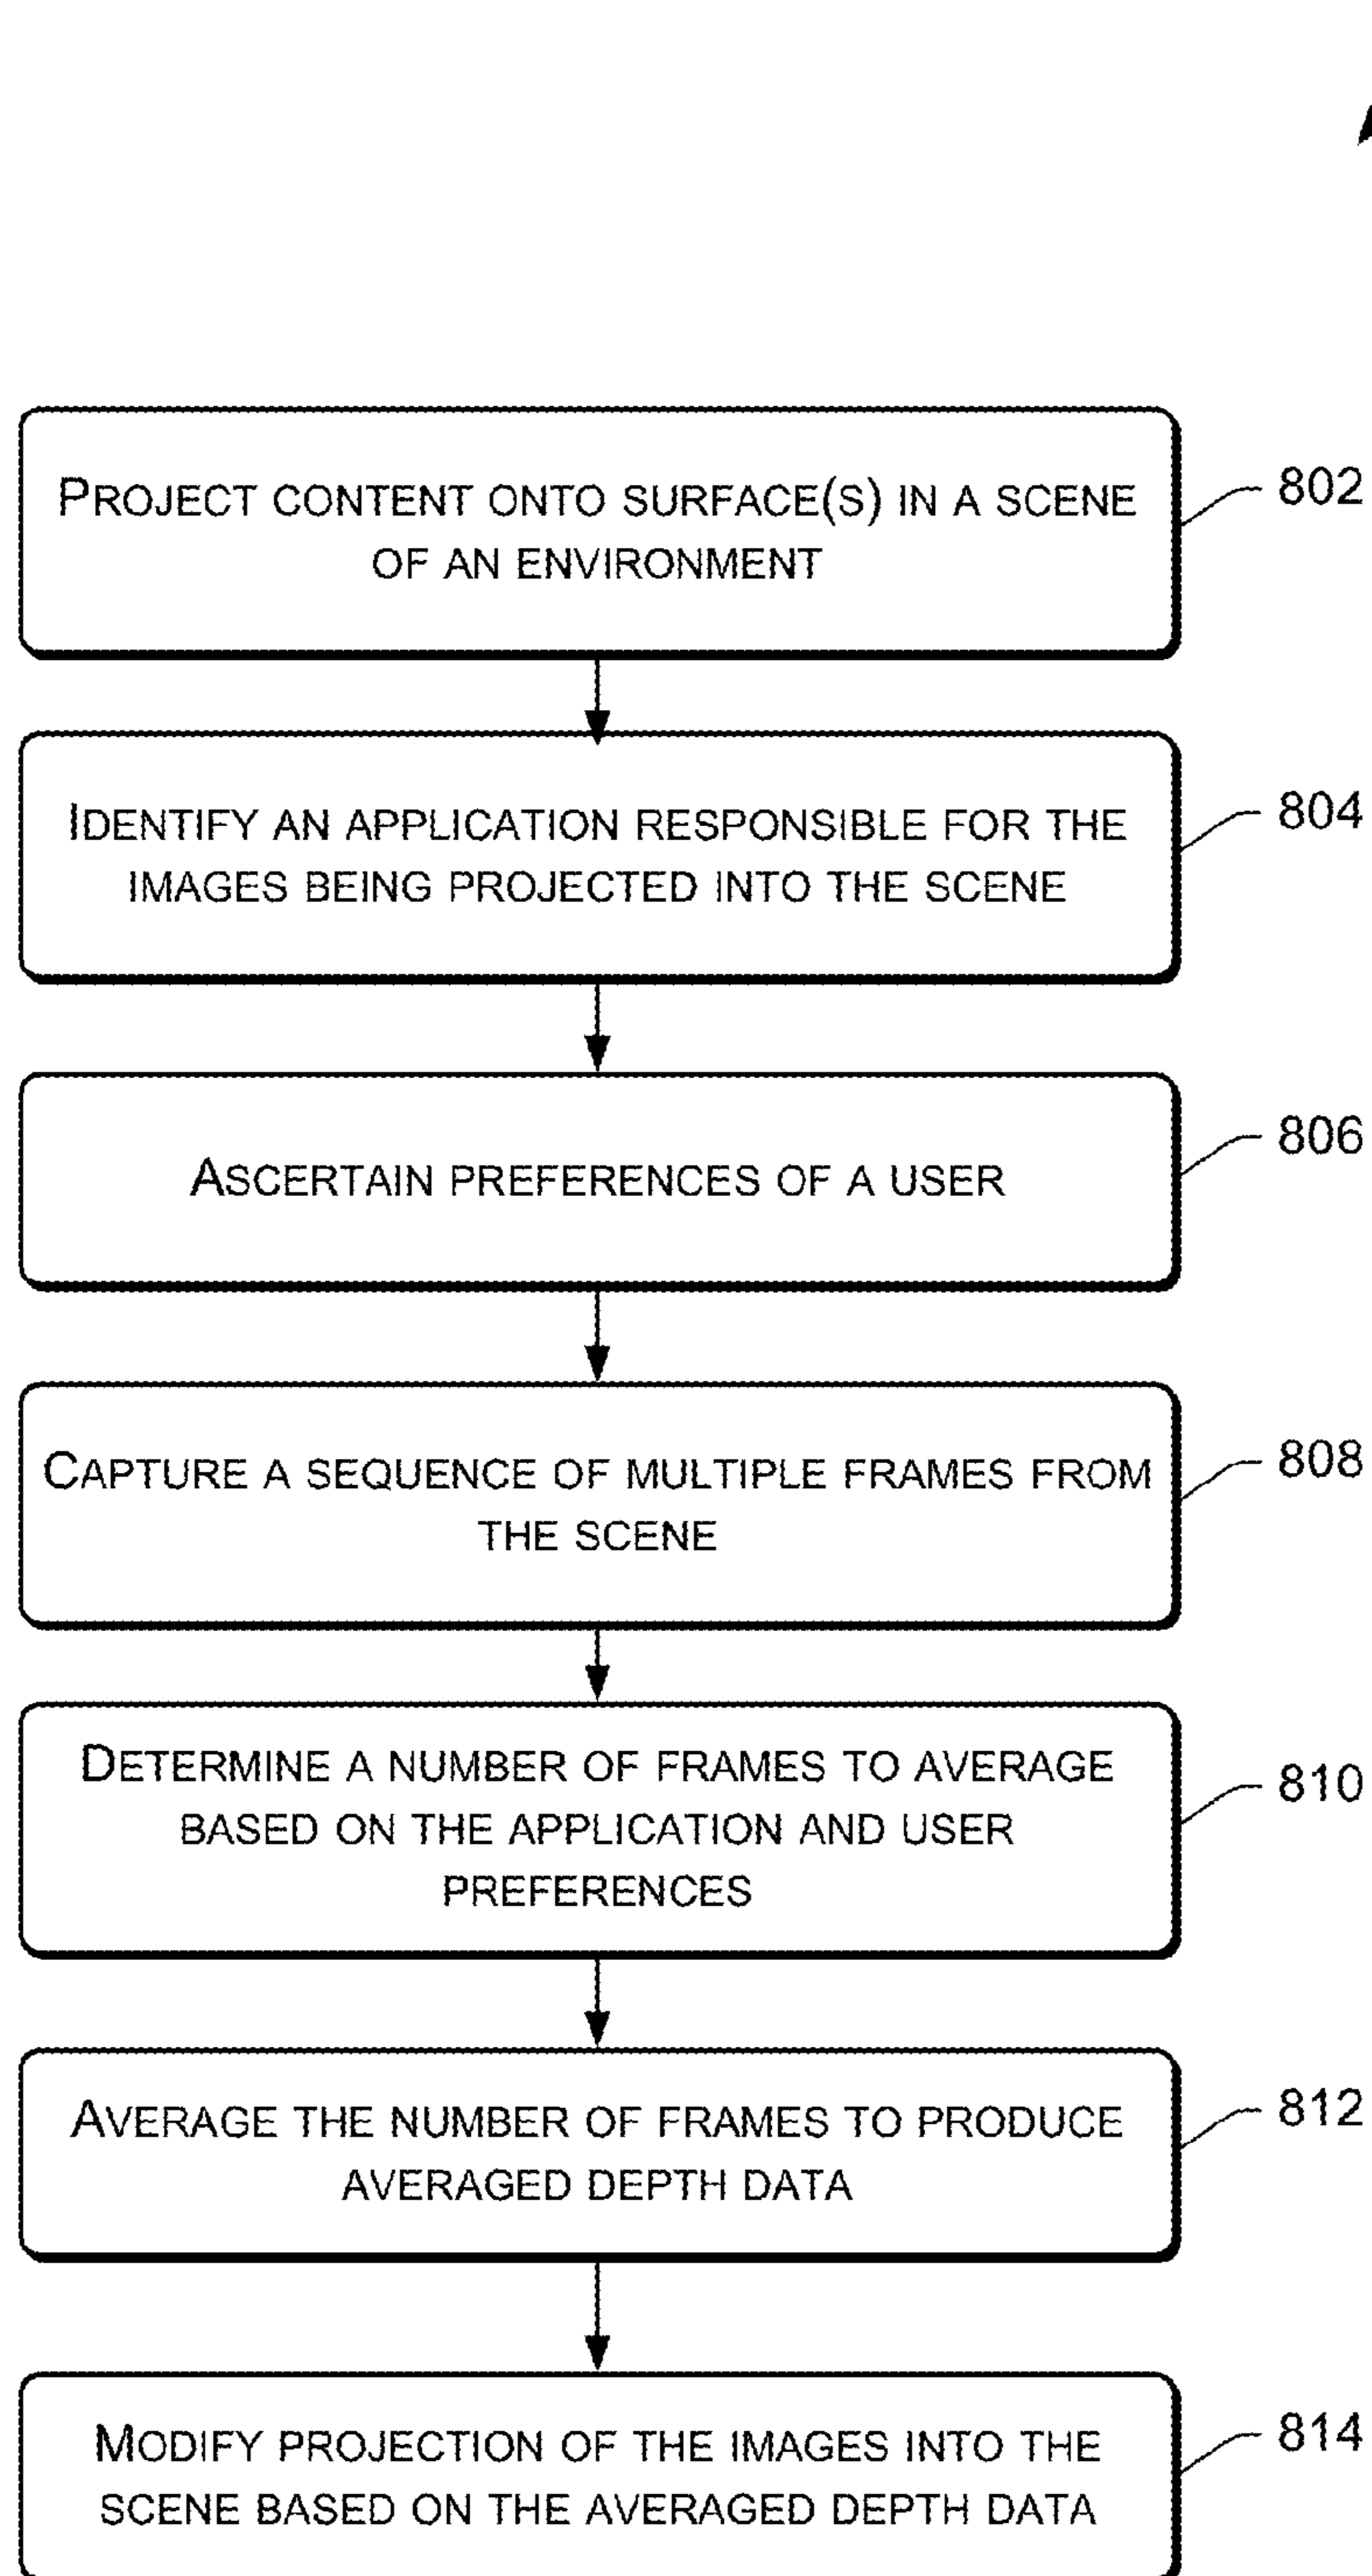 PROJECT CONTENT ONTO SURFACE(S) IN A SCENE
OF AN ENVIRONMENT
802
IDENTIFY AN APPLICATION RESPONSIBLE FOR THE
IMAGES BEING PROJECTED INTO THE SCENE
804
ASCERTAIN PREFERENCES OF A USER
806
CAPTURE A SEQUENCE OF MULTIPLE FRAMES FROM
THE SCENE
808
DETERMINE A NUMBER OF FRAMES TO AVERAGE
BASED ON THE APPLICATION AND USER
PREFERENCES
810
AVERAGE THE NUMBER OF FRAMES TO PRODUCE
AVERAGED DEPTH DATA
812
MODIFY PROJECTION OF THE IMAGES INTO THE
SCENE BASED ON THE AVERAGED DEPTH DATA
814